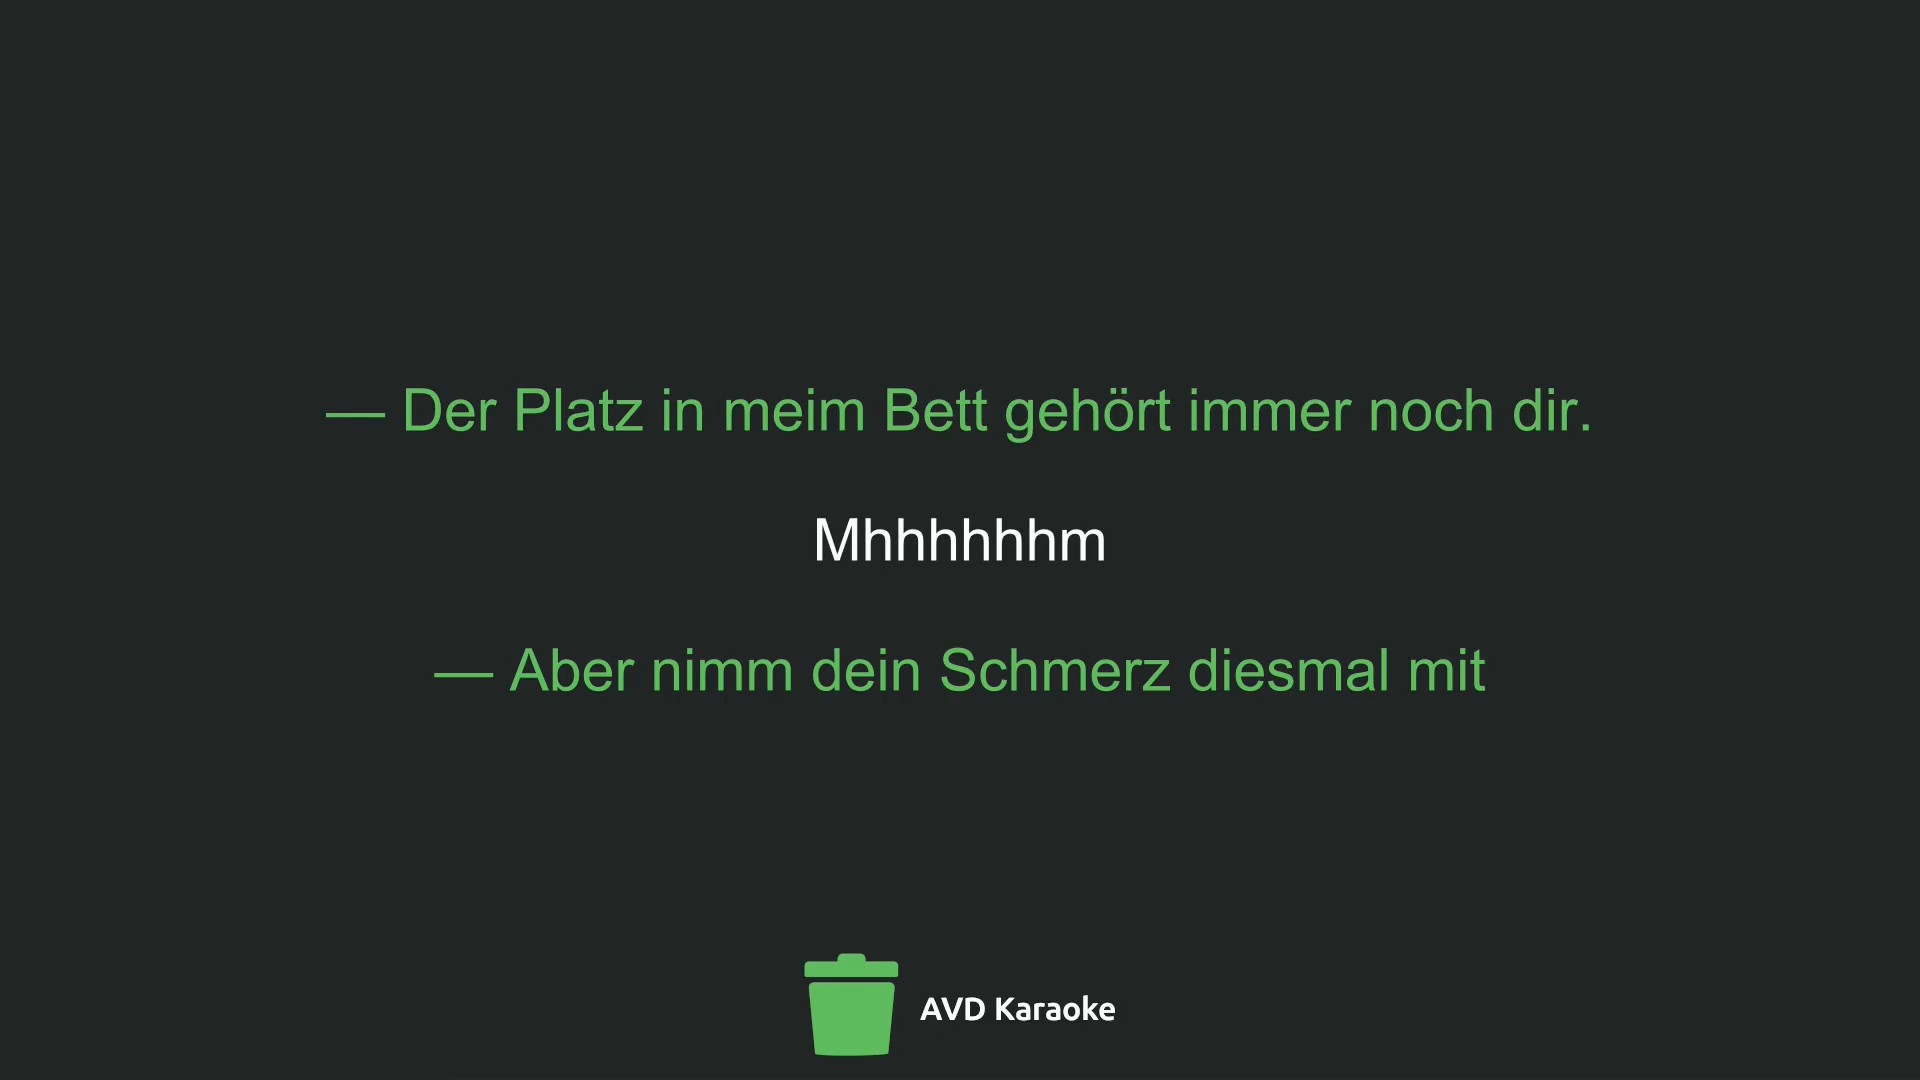 — Der Platz in meim Bett gehört immer noch dir.
Mhhhhhhm
— Aber nimm dein Schmerz diesmal mit
AVD Karaoke